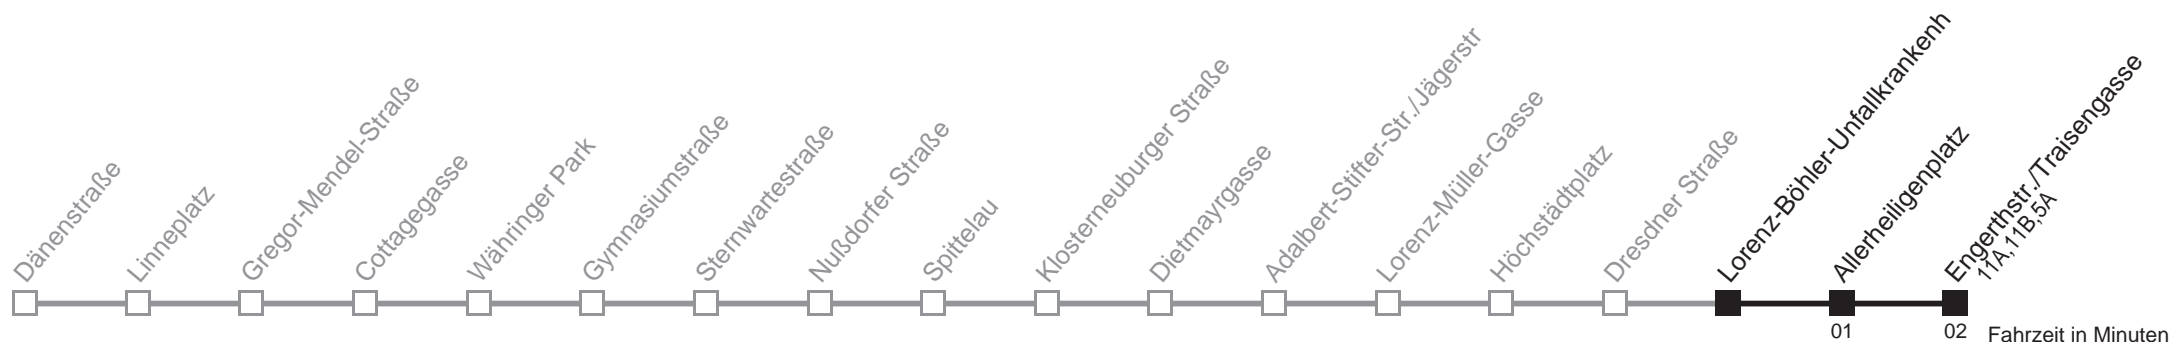 Dänenstraße
Linneplatz
Gregor-Mendel-Straße
Cottagegasse
Währinger Park
Gymnasiumstraße
Sternwartestraße
Nußdorfer Straße
Spittelau
Klosterneuburger Straße
Dietmayrgasse
Adalbert-Stifter-Str./Jägerstr
Lorenz-Müller-Gasse
Höchstädtplatz
Dresdner Straße
Lorenz-Böhler-Unfallkrankenh
Allerheiligenplatz
Engerthstr./Traisengasse
11A,11B,5A
01
02
Fahrzeit in Minuten